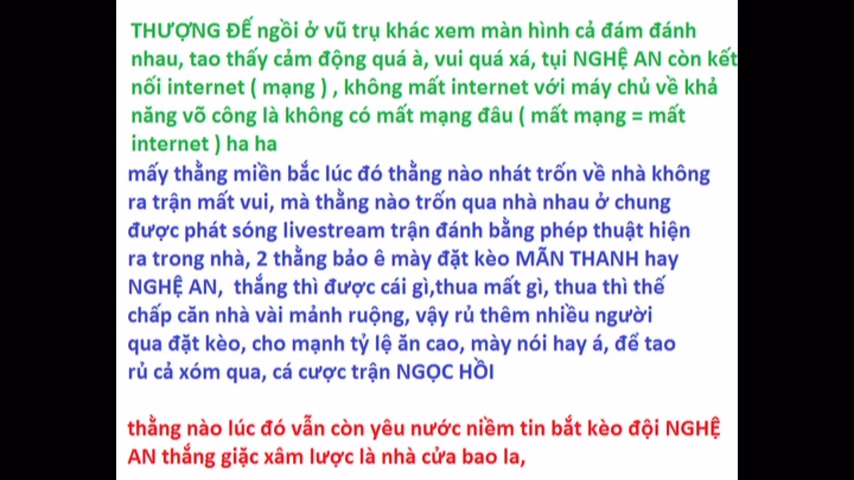 THƯỢNG ĐẾ ngồi ở vũ trụ khác xem màn hình cả đám đánh
nhau, tao thấy cảm động quá à, vui quá xá, tụi NGHỆ AN còn kết
nối internet ( mạng ) , không mất internet với máy chủ về khả
năng võ công là không có mất mạng đâu ( mất mạng = mất
internet ) ha ha
mấy thằng miền bắc lúc đó thằng nào nhát trốn về nhà không
ra trận mất vui, mà thằng nào trốn qua nhà nhau ở chung
được phát sóng livestream trận đánh bằng phép thuật hiện
ra trong nhà, 2 thằng bảo ê mày đặt kèo MÃN THANH hay
NGHỆ AN,  thắng thì được cái gì,thua mất gì, thua thì thế
chấp căn nhà vài mảnh ruộng, vậy rủ thêm nhiều người
qua đặt kèo, cho mạnh tỷ lệ ăn cao, mày nói hay á, để tao
rủ cả xóm qua, cá cược trận NGỌC HỒI
thằng nào lúc đó vẫn còn yêu nước niềm tin bắt kèo đội NGHỆ
AN thắng giặc xâm lược là nhà cửa bao la,